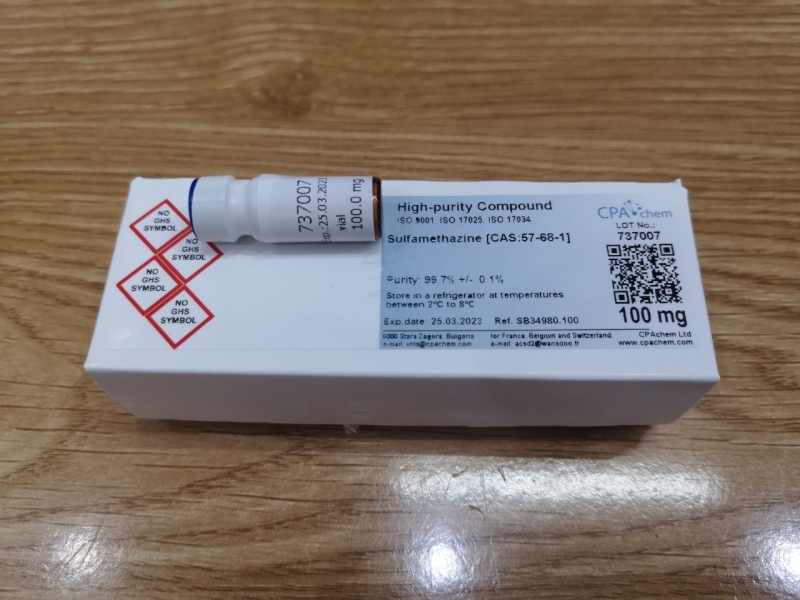 NO
GHS
SYMBOL
NO
GHS
SYMBOL
NO
GHS
SYMBOL
NO
GHS
SYMBOL
737007
Exp.:25.03.2023
vial
100.0 mg
High-purity Compound
ISO 9001, ISO 17025, ISO 17034
CPAchem
LOT No.:
737007
Sulfamethazine [CAS:57-68-1]
Purity: 99.7% +/- 0.1%
Store in a refrigerator at temperatures
between 2°C to 8°C
Exp.date: 25.03.2023 Ref. SB34980.100
100 mg
6000 Stara Zagora, Bulgaria
e-mail: info@cpachem.com
for France, Belgium and Switzerland,
e-mail: acsd2@wanadoo.fr
CPAchem Ltd
www.cpachem.com